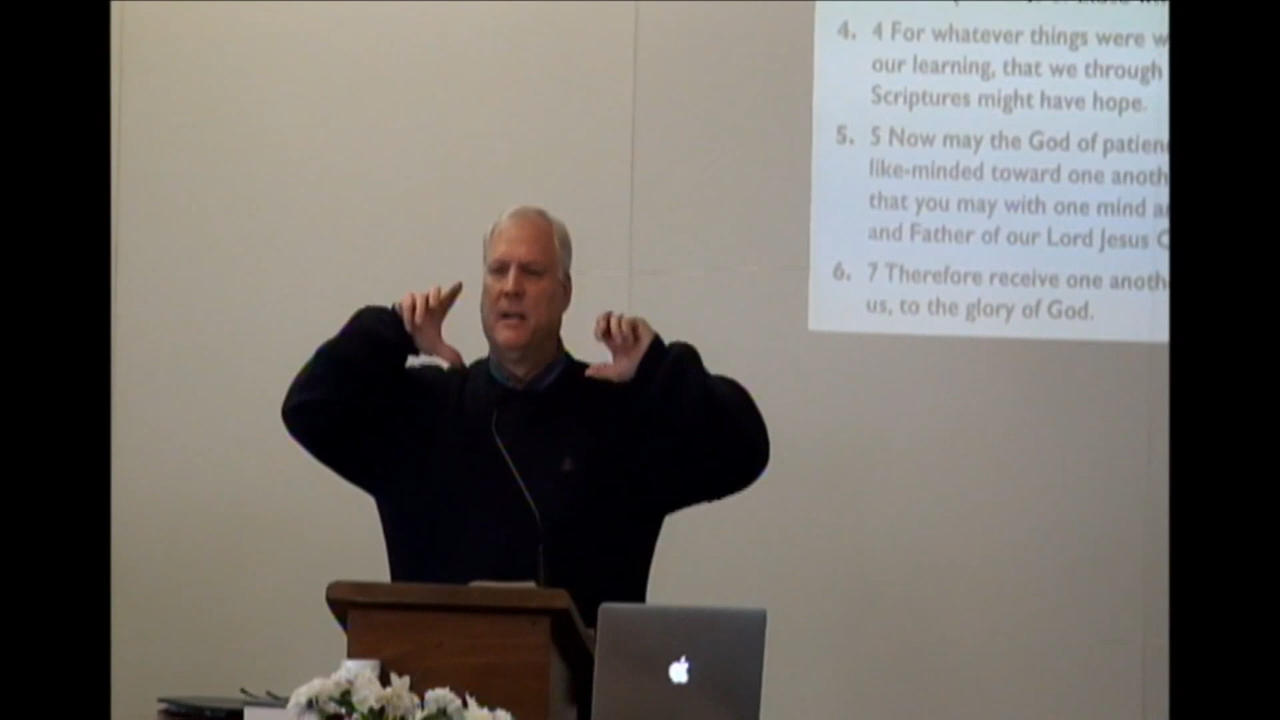 4. 4 For whatever things were
our learning, that we through
Scriptures might have hope.
5. 5 Now may the God of
like-minded toward one
that you may with one mind
and Father of our Lord Jesus
6. 7 Therefore receive one
us, to the glory of God.